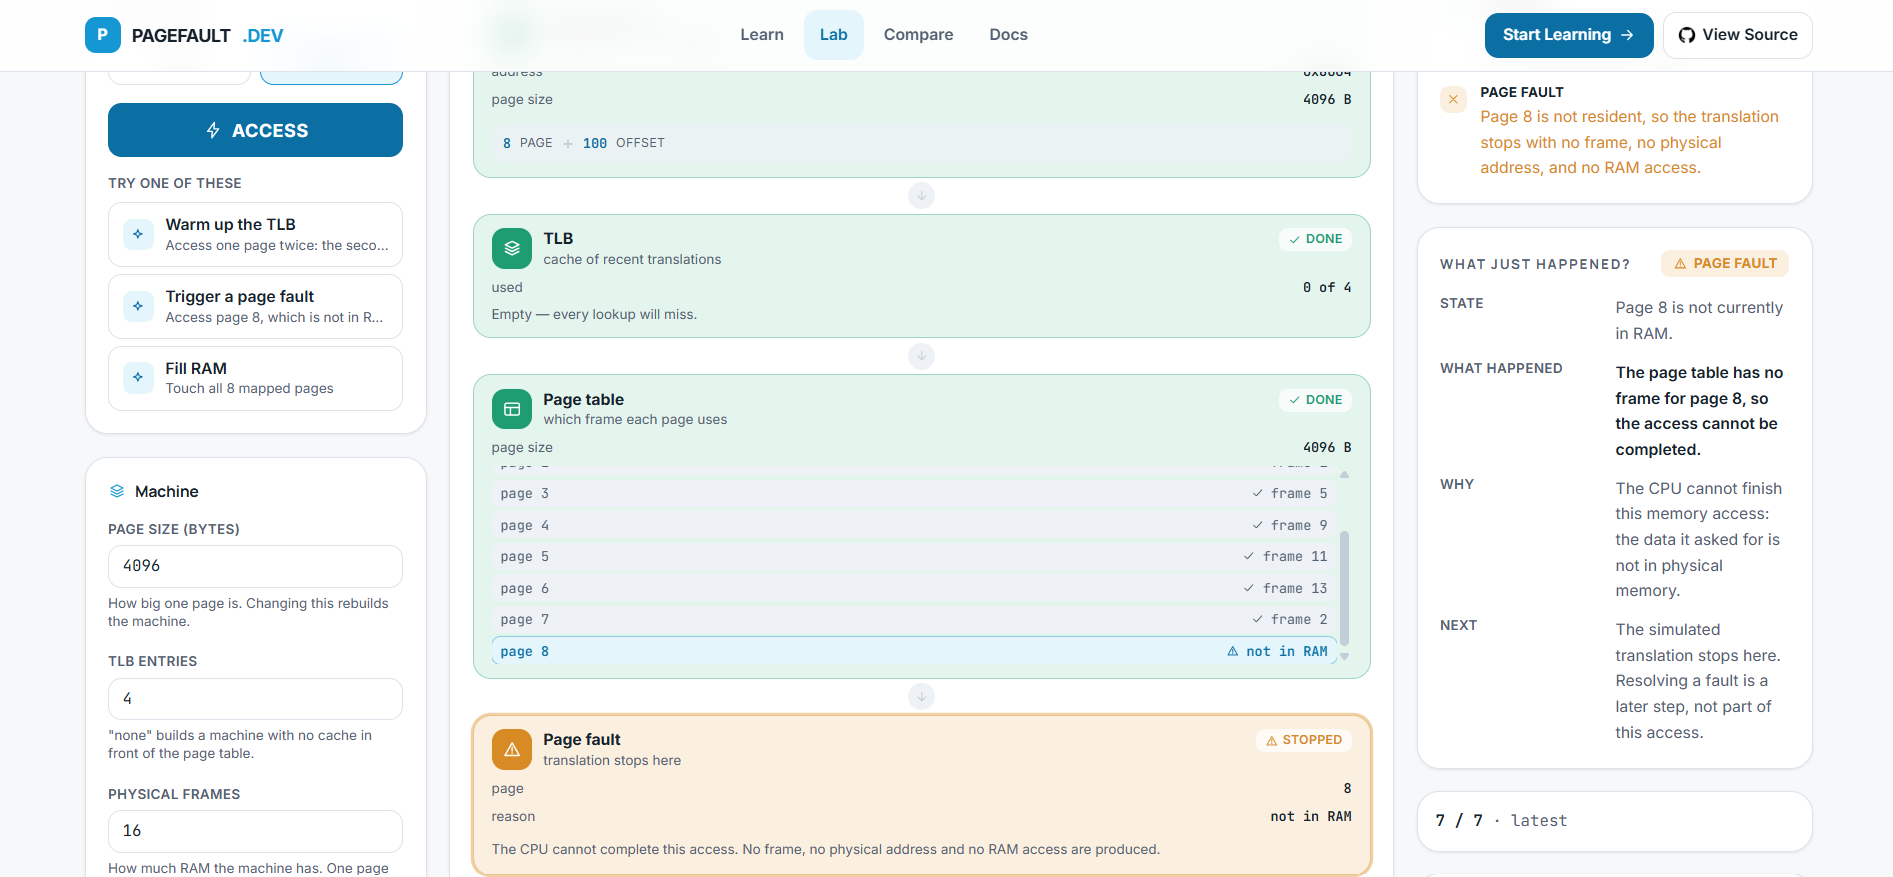 P PAGEFAULT .DEV
Learn
Lab
Compare
Docs
Start Learning →
View Source
ACCESS
TRY ONE OF THESE
Warm up the TLB
Access one page twice: the seco...
Trigger a page fault
Access page 8, which is not in R...
Fill RAM
Touch all 8 mapped pages
Machine
PAGE SIZE (BYTES)
4096
How big one page is. Changing this rebuilds
the machine.
TLB ENTRIES
4
"none" builds a machine with no cache in
front of the page table.
PHYSICAL FRAMES
16
How much RAM the machine has. One page
address
page size 4096 B
8 PAGE + 100 OFFSET
TLB
DONE
cache of recent translations
used 0 of 4
Empty — every lookup will miss.
Page table
DONE
which frame each page uses
page size 4096 B
page 3 ✓ frame 5
page 4 ✓ frame 9
page 5 ✓ frame 11
page 6 ✓ frame 13
page 7 ✓ frame 2
page 8 ⚠ not in RAM
Page fault
STOPPED
translation stops here
page 8
reason not in RAM
The CPU cannot complete this access. No frame, no physical address and no RAM access are produced.
PAGE FAULT
Page 8 is not resident, so the translation
stops with no frame, no physical
address, and no RAM access.
WHAT JUST HAPPENED?
PAGE FAULT
STATE
Page 8 is not currently
in RAM.
WHAT HAPPENED
The page table has no
frame for page 8, so
the access cannot be
completed.
WHY
The CPU cannot finish
this memory access:
the data it asked for is
not in physical
memory.
NEXT
The simulated
translation stops here.
Resolving a fault is a
later step, not part of
this access.
7 / 7 · latest